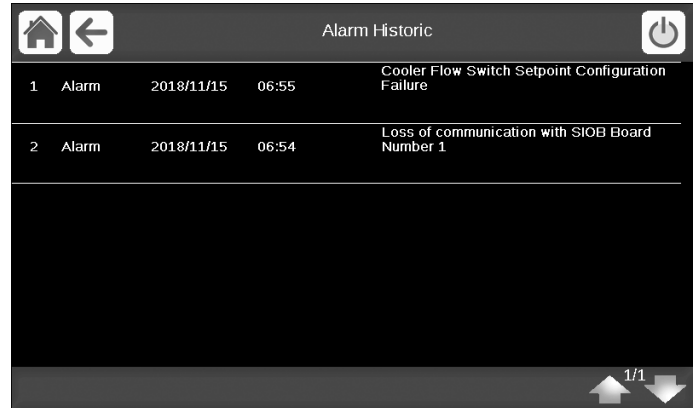 Alarm Historic
1 Alarm 2018/11/15 06:55 Cooler Flow Switch Setpoint Configuration
Failure
2 Alarm 2018/11/15 06:54 Loss of communication with SIOB Board
Number 1
1/1